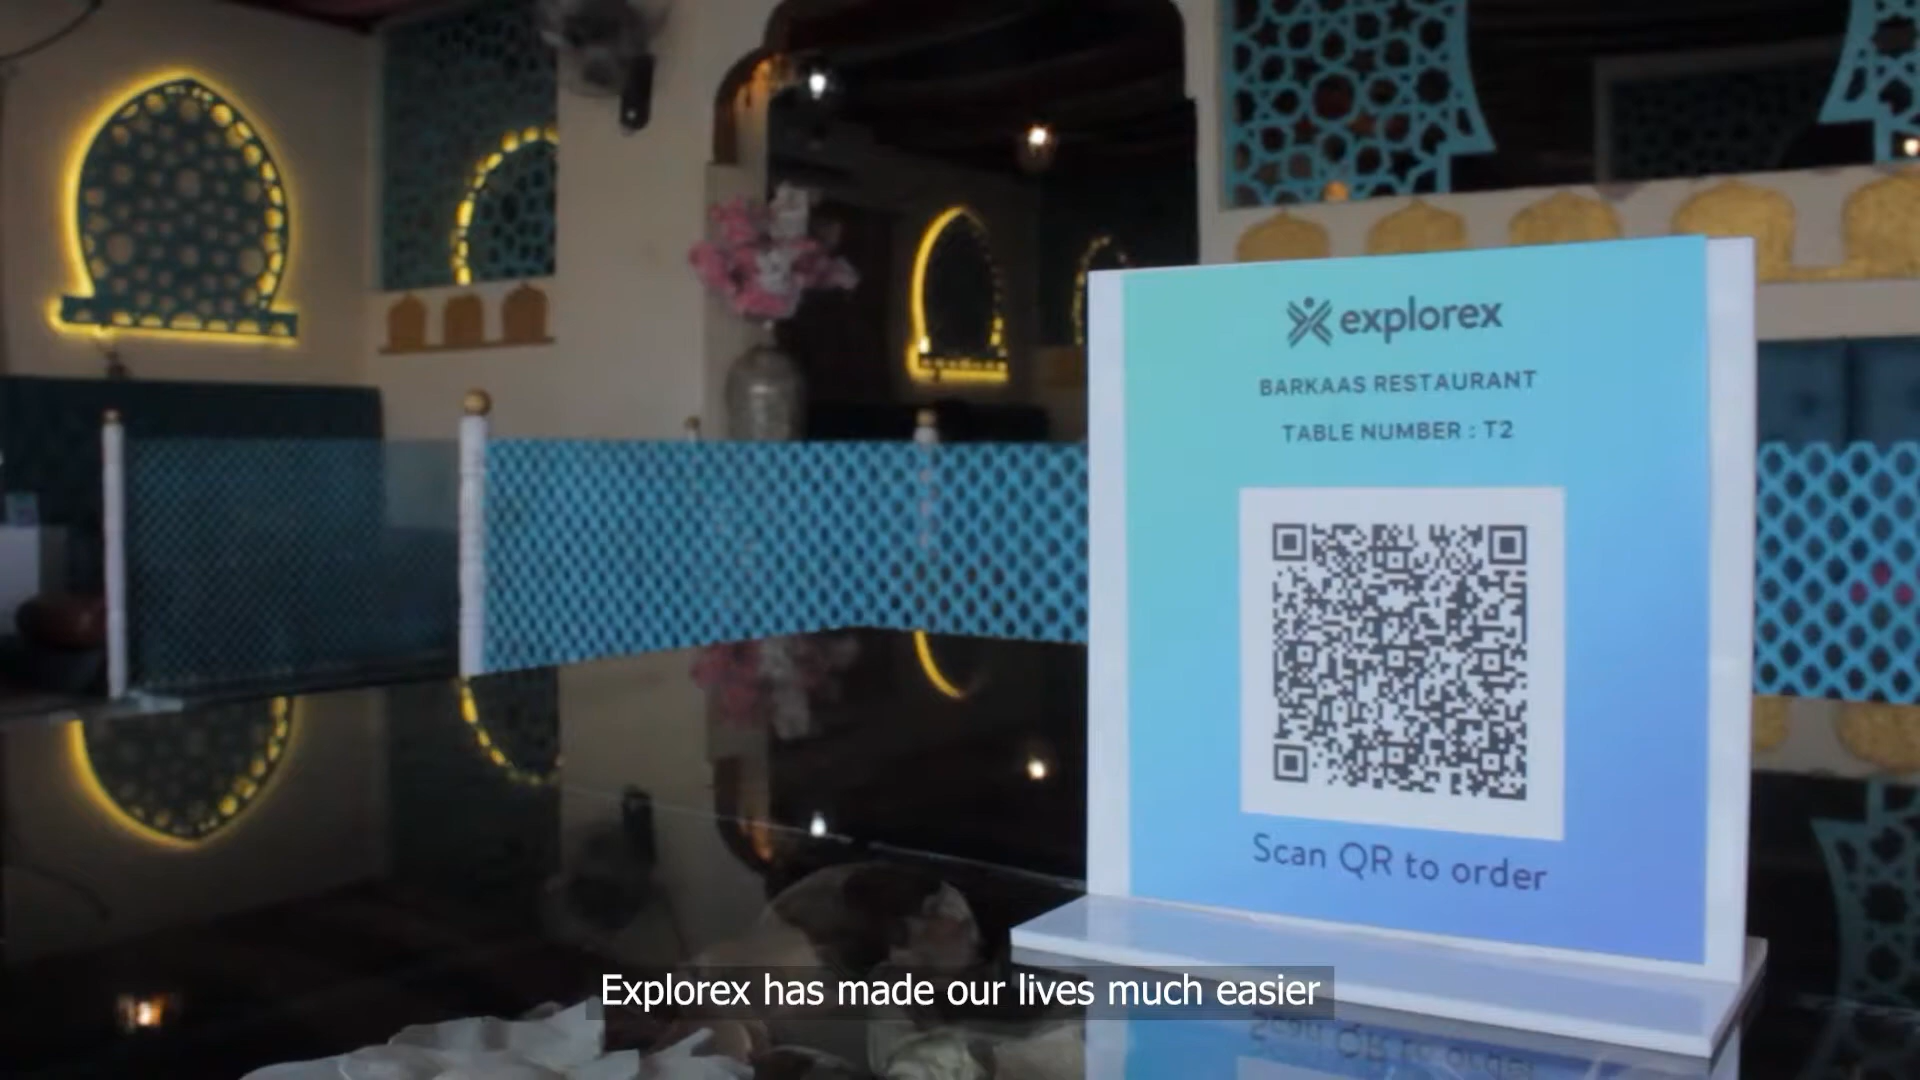 explorex
BARKAAS RESTAURANT
TABLE NUMBER : T2
Scan QR to order
Explorex has made our lives much easier